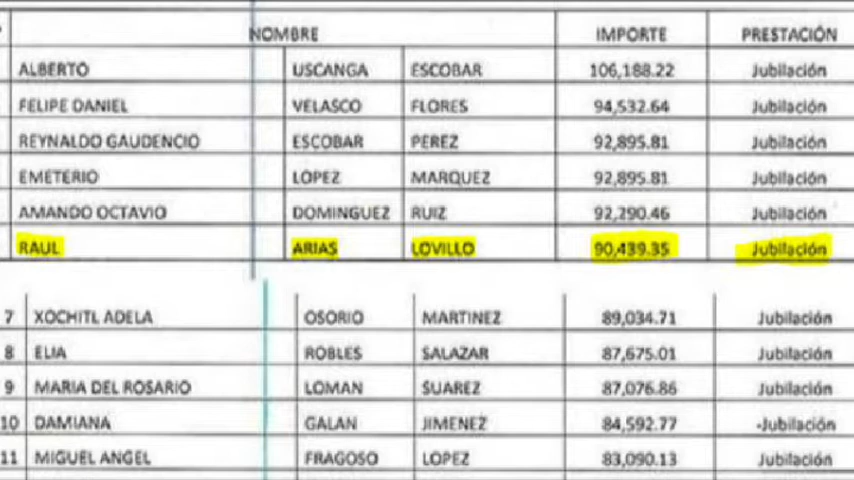 NOMBRE IMPORTE PRESTACIÓN
ALBERTO USCANGA ESCOBAR 106,188.22 Jubilación
FELIPE DANIEL VELASCO FLORES 94,532.64 Jubilación
REYNALDO GAUDENCIO ESCOBAR PEREZ 92,895.81 Jubilación
EMETERIO LOPEZ MARQUEZ 92,895.81 Jubilación
AMANDO OCTAVIO DOMINGUEZ RUIZ 92,290.46 Jubilación
RAUL ARIAS LOVILLO 90,439.35 Jubilación
7 XOCHITL ADELA OSORIO MARTINEZ 89,034.71 Jubilación
8 ELIA ROBLES SALAZAR 87,675.01 Jubilación
9 MARIA DEL ROSARIO LOMAN SUAREZ 87,076.86 Jubilación
10 DAMIANA GALAN JIMENEZ 84,592.77 -Jubilación
11 MIGUEL ANGEL FRAGOSO LOPEZ 83,090.13 Jubilación